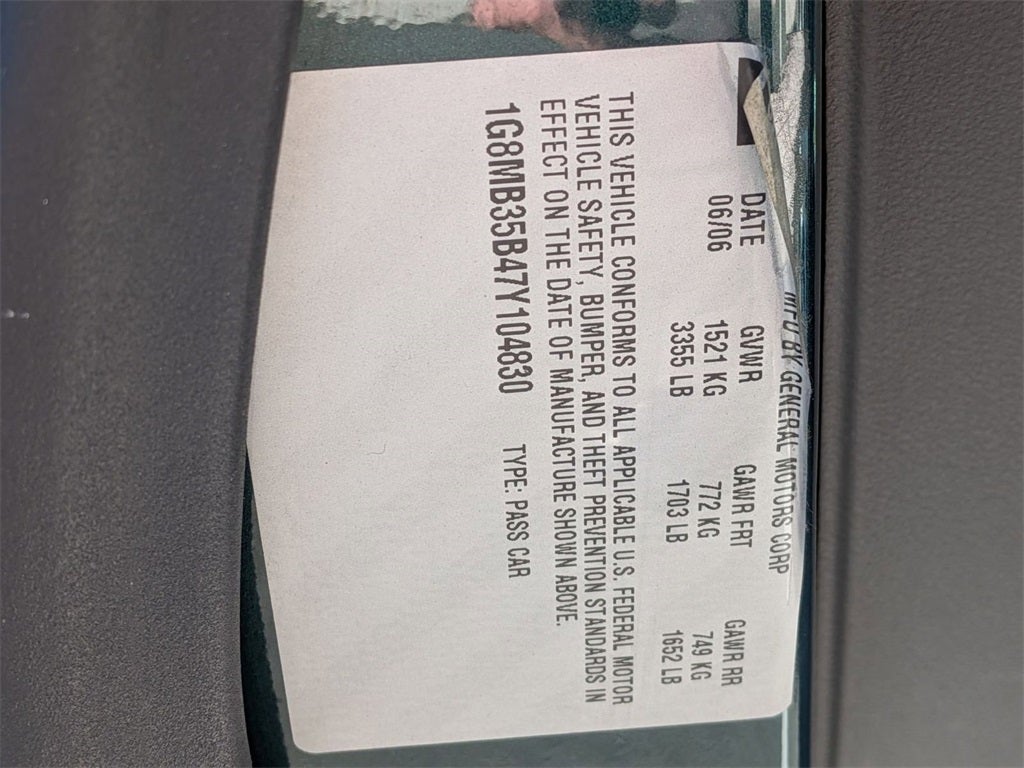 MFD BY GENERAL MOTORS CORP
DATE GVWR GAWR FRT GAWR RR
06/06 1521 KG 772 KG 749 KG
3355 LB 1703 LB 1652 LB
THIS VEHICLE CONFORMS TO ALL APPLICABLE U.S. FEDERAL MOTOR
VEHICLE SAFETY, BUMPER, AND THEFT PREVENTION STANDARDS IN
EFFECT ON THE DATE OF MANUFACTURE SHOWN ABOVE.
1G8MB35B47Y104830 TYPE: PASS CAR